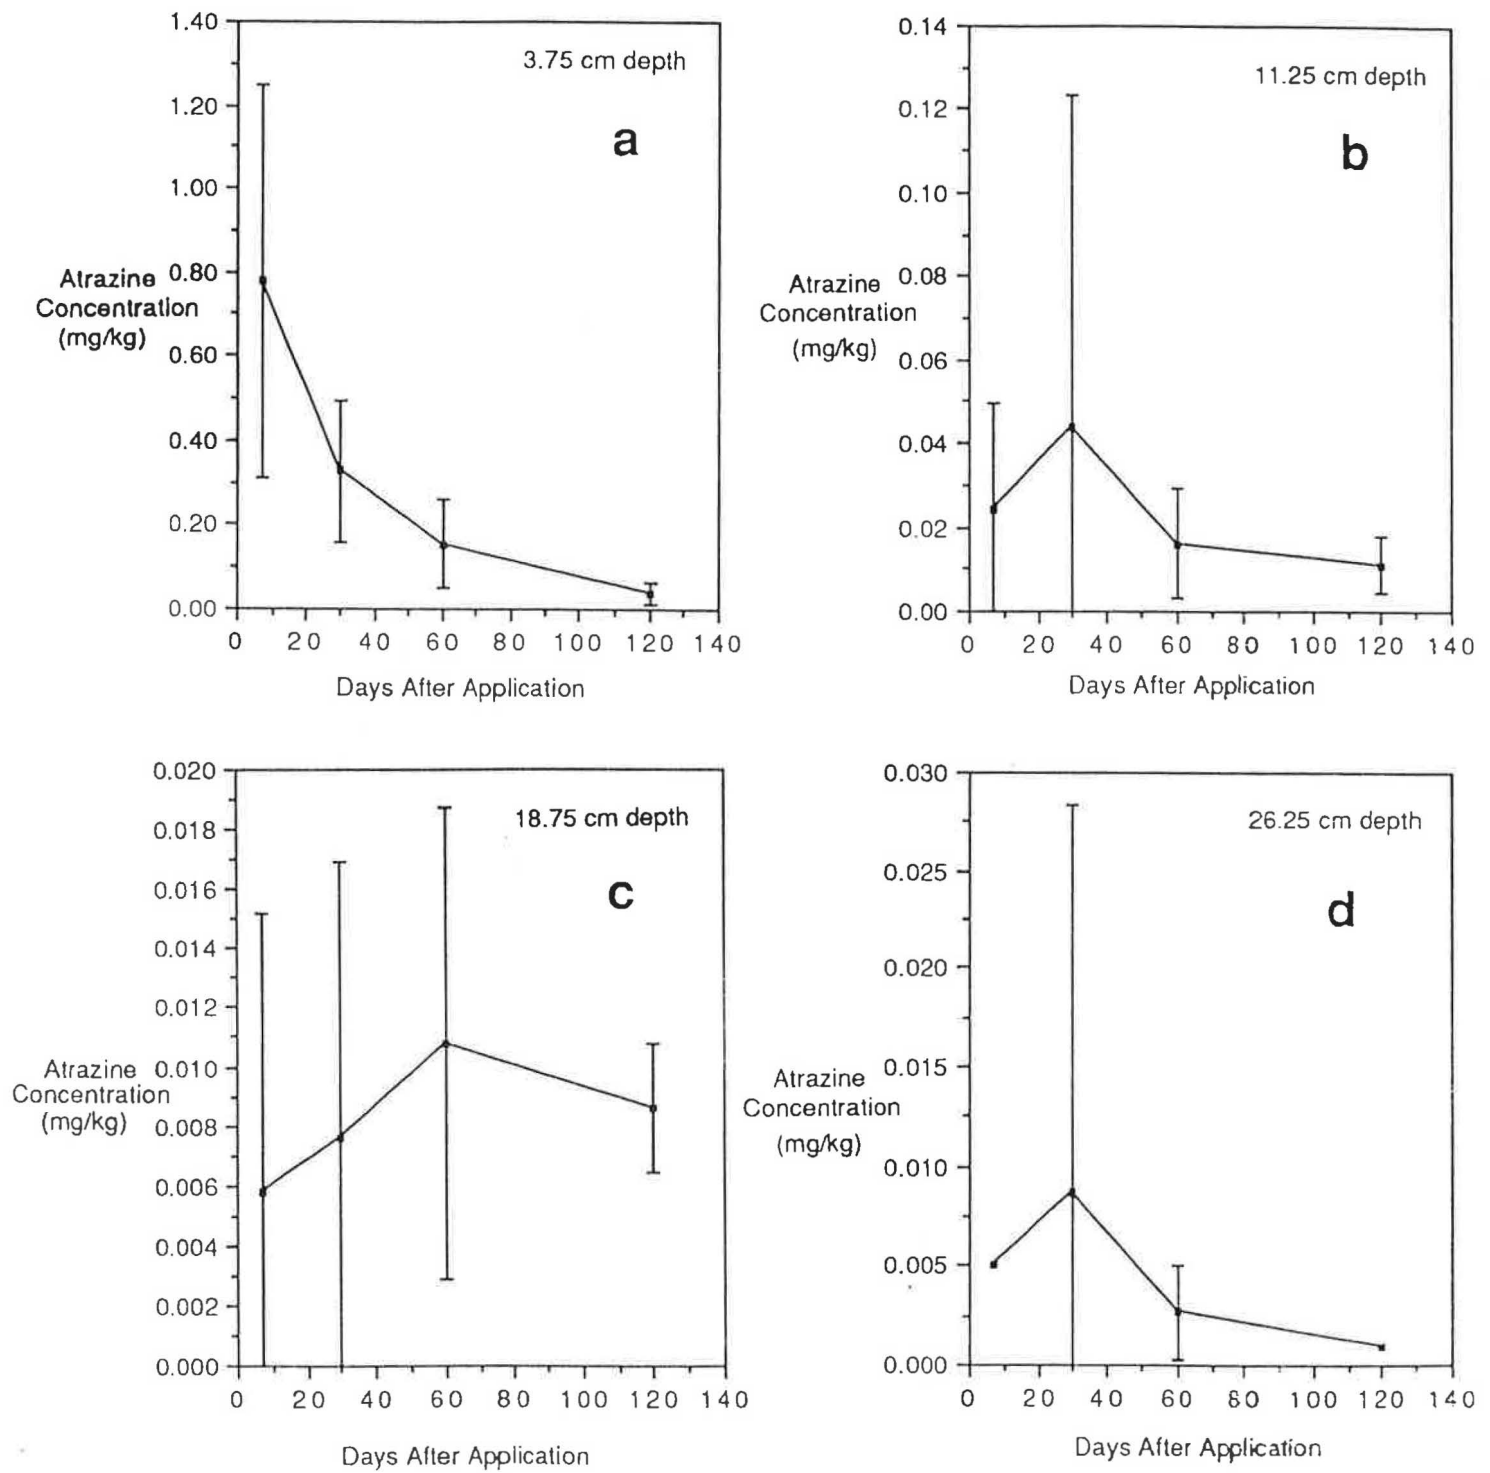 1.40
3.75 cm depth
1.20
a
1.00
0.80
Atrazine
Concentration
(mg/kg)
0.60
0.40
0.20
0.00
0 20 40 60 80 100 120 140
Days After Application
0.14
11.25 cm depth
0.12
b
0.10
0.08
Atrazine
Concentration
(mg/kg)
0.06
0.04
0.02
0.00
0 20 40 60 80 100 120 140
Days After Application
0.020
18.75 cm depth
0.018
0.016
c
0.014
0.012
Atrazine
0.010
Concentration
(mg/kg)
0.008
0.006
0.004
0.002
0.000
0 20 40 60 80 100 120 140
Days After Application
0.030
26.25 cm depth
0.025
d
0.020
0.015
Atrazine
Concentration
(mg/kg)
0.010
0.005
0.000
0 20 40 60 80 100 120 140
Days After Application